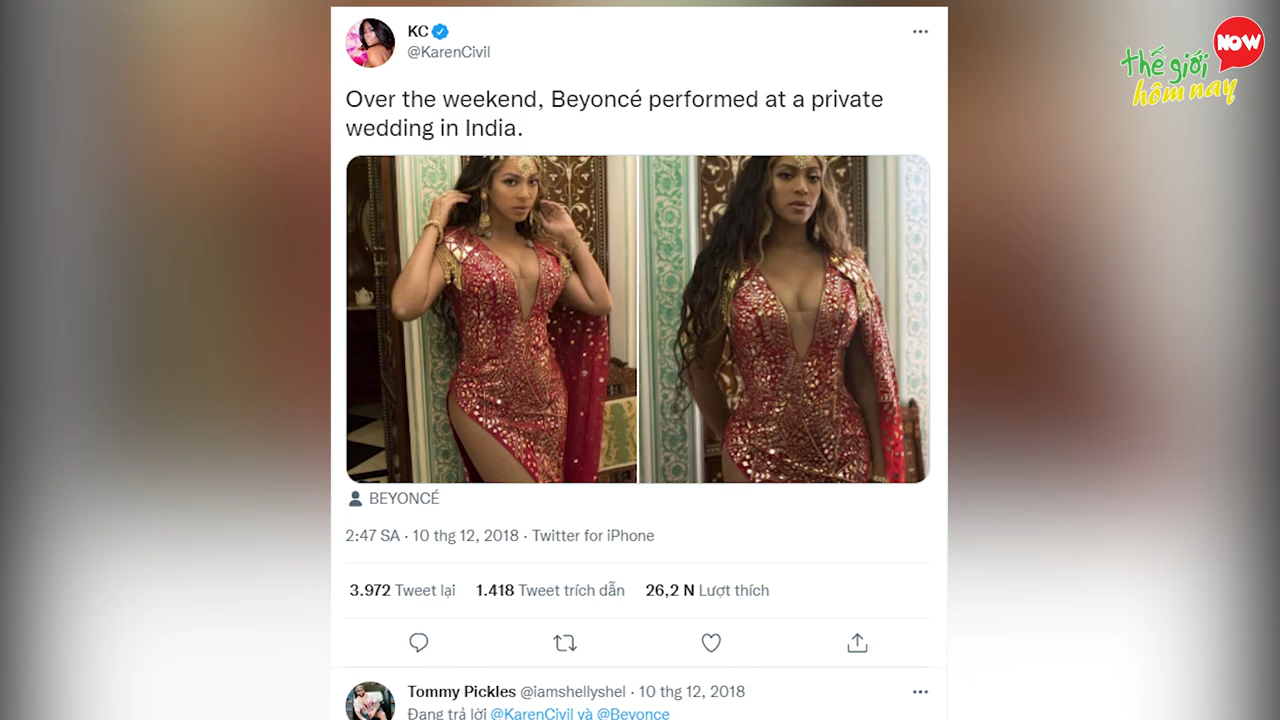 KC
@KarenCivil
NOW
thế giới
hôm nay
Over the weekend, Beyoncé performed at a private
wedding in India.
BEYONCÉ
2:47 SA · 10 thg 12, 2018 · Twitter for iPhone
3.972 Tweet lại 1.418 Tweet trích dẫn 26,2 N Lượt thích
Tommy Pickles @iamshellyshel · 10 thg 12, 2018
Đang trả lời @KarenCivil và @Beyonce